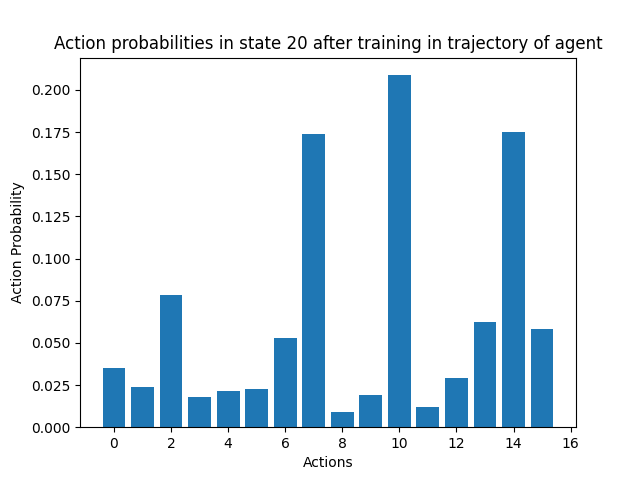 Action probabilities in state 20 after training in trajectory of agent
0.200
0.175
0.150
0.125
0.100
0.075
0.050
0.025
0.000
Action Probability
0 2 4 6 8 10 12 14 16
Actions